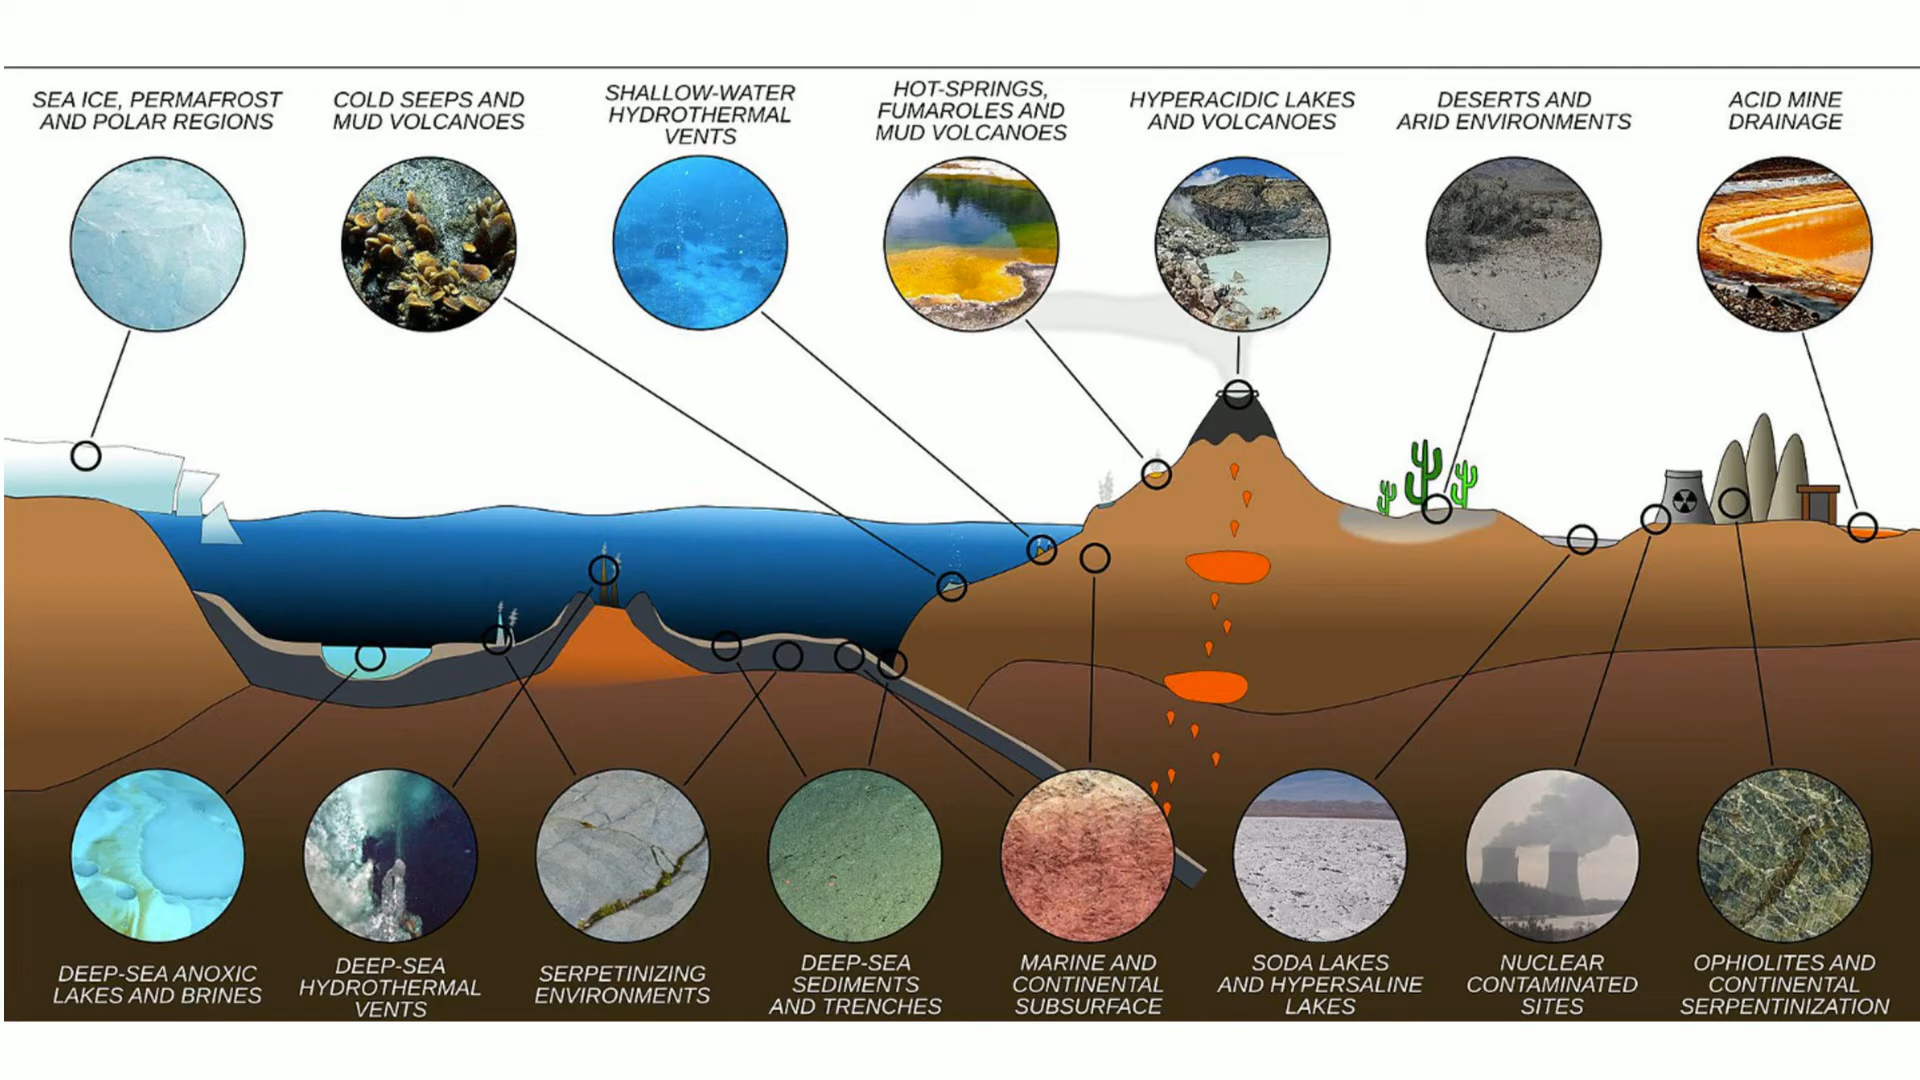 SEA ICE, PERMAFROST
AND POLAR REGIONS
COLD SEEPS AND
MUD VOLCANOES
SHALLOW-WATER
HYDROTHERMAL
VENTS
HOT-SPRINGS,
FUMAROLES AND
MUD VOLCANOES
HYPERACIDIC LAKES
AND VOLCANOES
DESERTS AND
ARID ENVIRONMENTS
ACID MINE
DRAINAGE
DEEP-SEA ANOXIC
LAKES AND BRINES
DEEP-SEA
HYDROTHERMAL
VENTS
SERPETINIZING
ENVIRONMENTS
DEEP-SEA
SEDIMENTS
AND TRENCHES
MARINE AND
CONTINENTAL
SUBSURFACE
SODA LAKES
AND HYPERSALINE
LAKES
NUCLEAR
CONTAMINATED
SITES
OPHIOLITES AND
CONTINENTAL
SERPENTINIZATION